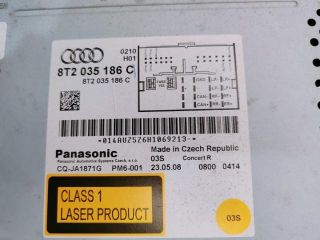 0210
H01
8T2 035 186 C
8T2 035 186 C
-014AUZ5Z6H1069213-
Panasonic
Made in Czech Republic
Panasonic Automotive Systems Czech, s.r.o.
03S Concert R
CQ-JA1871G PM6-001 23.05.08 0800 0414
CLASS 1
LASER PRODUCT
03S